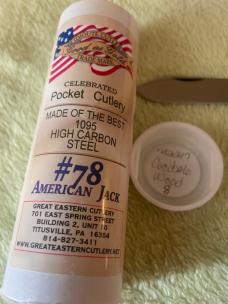 CELEBRATED
Pocket Cutlery
MADE OF THE BEST
1095
HIGH CARBON
STEEL
#78
AMERICAN JACK
GREAT EASTERN CUTLERY
701 EAST SPRING STREET
BUILDING 2, UNIT 10
TITUSVILLE, PA 16354
814-827-3411
WWW.GREATEASTERNCUTLERY.NET
Wood
8